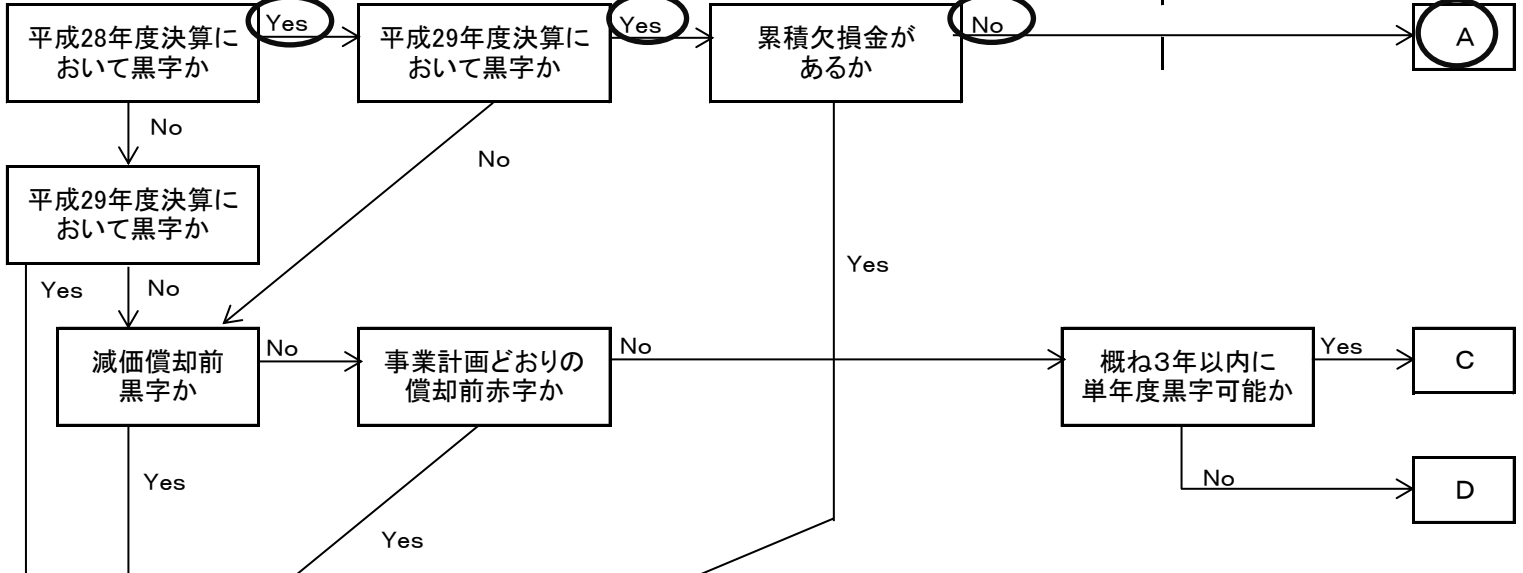 平成28年度決算に
おいて黒字か
Yes
平成29年度決算に
おいて黒字か
Yes
累積欠損金が
あるか
No
A
No
No
平成29年度決算に
おいて黒字か
Yes
Yes
No
減価償却前
黒字か
No
事業計画どおりの
償却前赤字か
No
概ね3年以内に
単年度黒字可能か
Yes
C
Yes
No
D
Yes